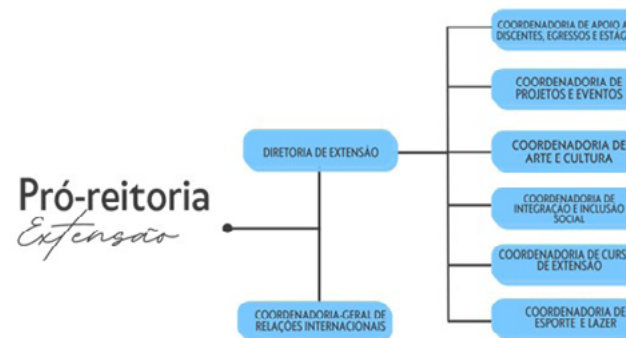 Pró-reitoria
Extensão
DIRETORIA DE EXTENSÃO
COORDENADORIA-GERAL DE
RELAÇÕES INTERNACIONAIS
COORDENADORIA DE APOIO A
DISCENTES, EGRESSOS E ESTÁG
COORDENADORIA DE
PROJETOS E EVENTOS
COORDENADORIA DE
ARTE E CULTURA
COORDENADORIA DE
INTEGRAÇÃO E INCLUSÃO
SOCIAL
COORDENADORIA DE CURS
DE EXTENSÃO
COORDENADORIA DE
ESPORTE E LAZER